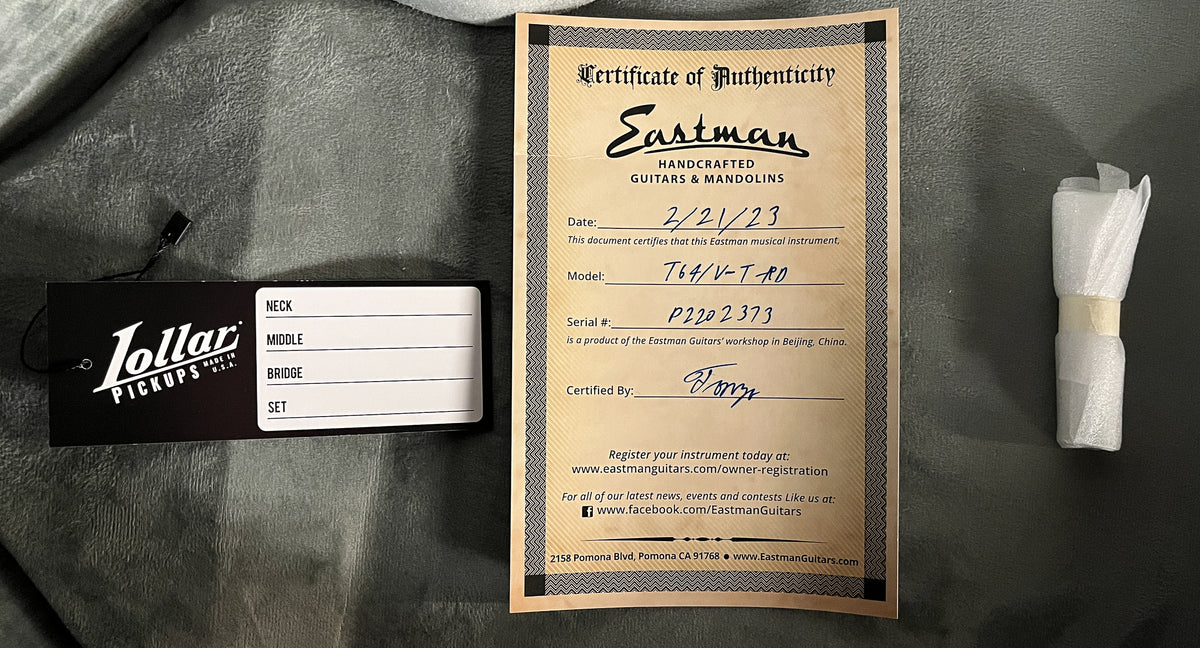 Lollar
PICKUPS MADE IN U.S.A.
NECK
MIDDLE
BRIDGE
SET
Certificate of Authenticity
Eastman
HANDCRAFTED
GUITARS & MANDOLINS
Date: 2/21/23
This document certifies that this Eastman musical instrument,
Model: T64/V-T-RD
Serial #: P2202373
is a product of the Eastman Guitars' workshop in Beijing, China.
Certified By:
Register your instrument today at:
www.eastmanguitars.com/owner-registration
For all of our latest news, events and contests Like us at:
f www.facebook.com/EastmanGuitars
2158 Pomona Blvd, Pomona CA 91768 ● www.EastmanGuitars.com